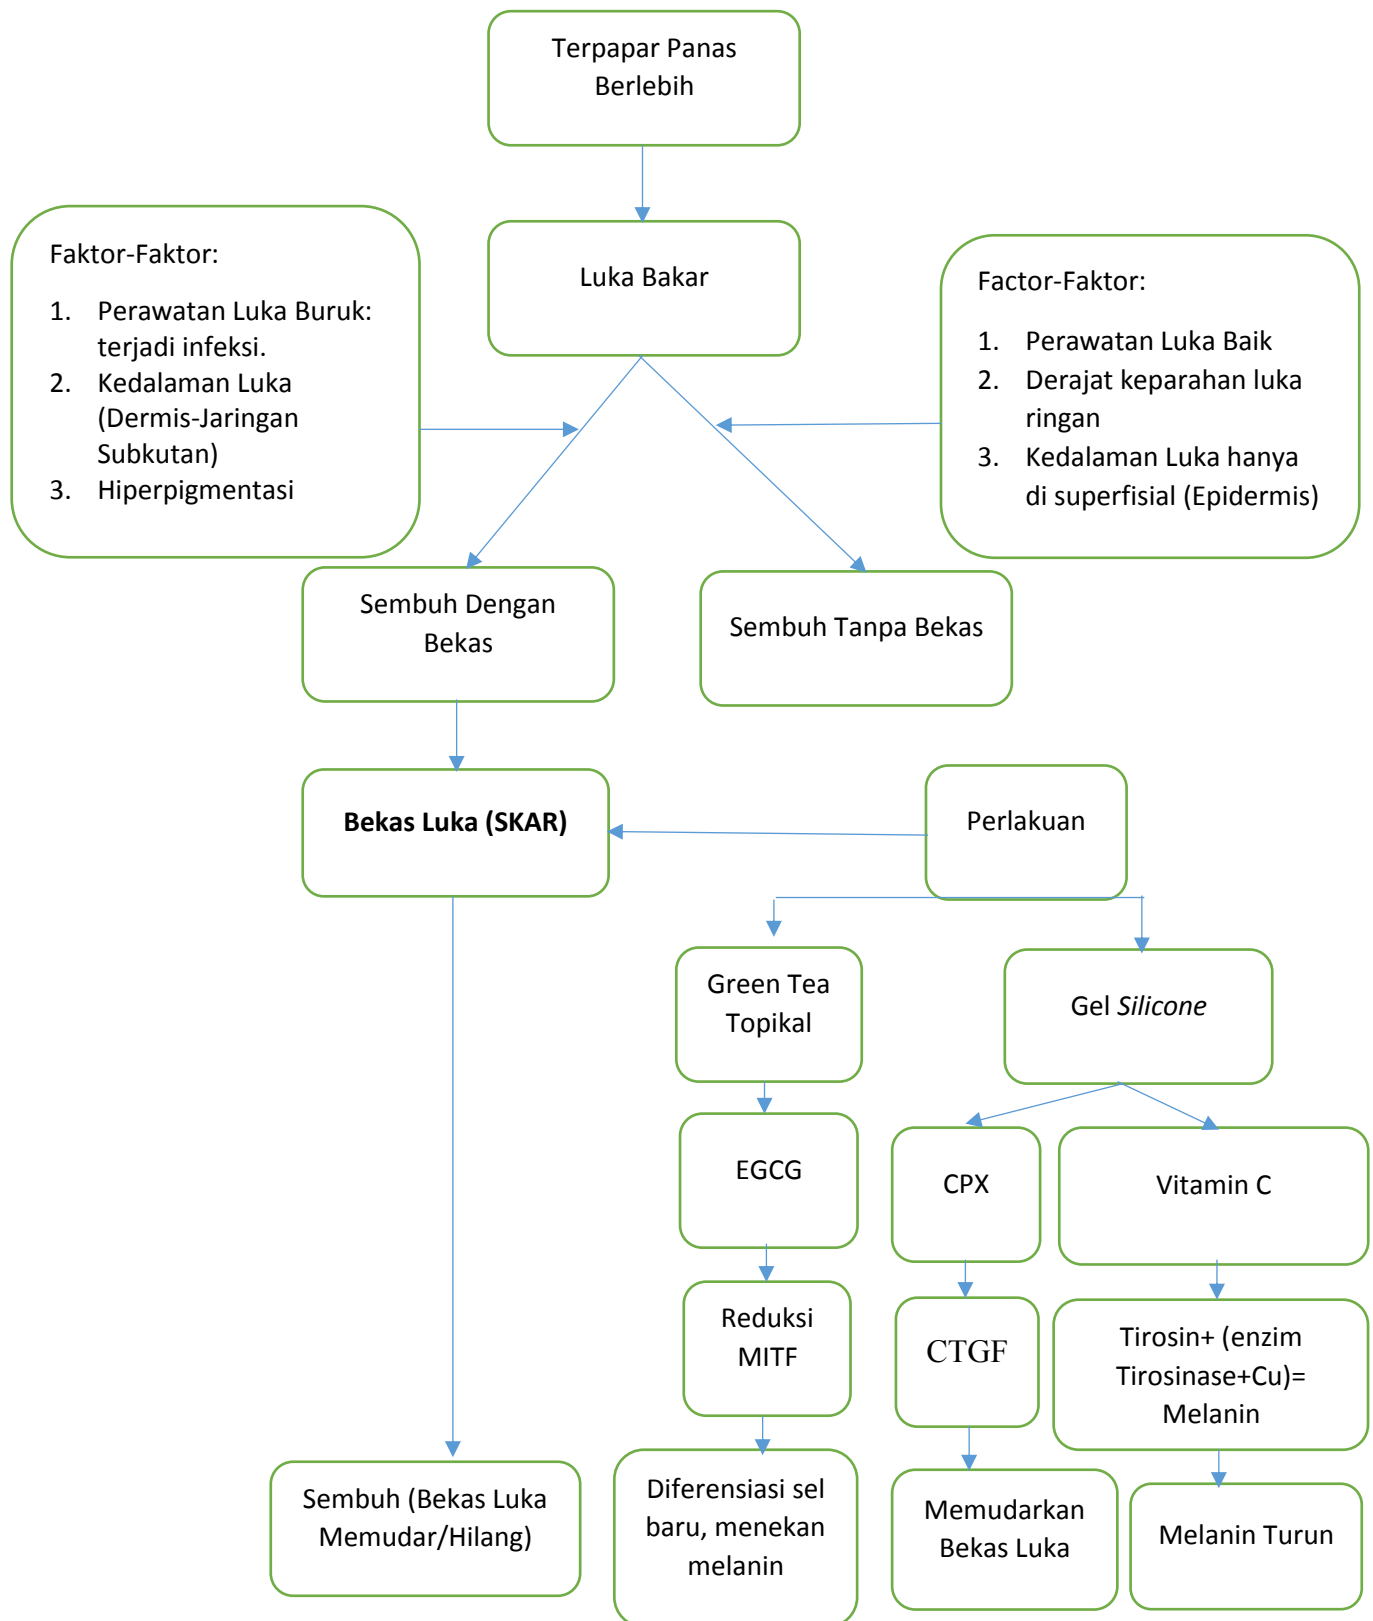 Terpapar Panas
Berlebih
Luka Bakar
Faktor-Faktor:
1. Perawatan Luka Buruk:
terjadi infeksi.
2. Kedalaman Luka
(Dermis-Jaringan
Subkutan)
3. Hiperpigmentasi
Factor-Faktor:
1. Perawatan Luka Baik
2. Derajat keparahan luka
ringan
3. Kedalaman Luka hanya
di superfisial (Epidermis)
Sembuh Dengan
Bekas
Sembuh Tanpa Bekas
Bekas Luka (SKAR)
Perlakuan
Green Tea
Topikal
Gel Silicone
EGCG
CPX
Vitamin C
Reduksi
MITF
CTGF
Tirosin+ (enzim
Tirosinase+Cu)=
Melanin
Sembuh (Bekas Luka
Memudar/Hilang)
Diferensiasi sel
baru, menekan
melanin
Memudarkan
Bekas Luka
Melanin Turun